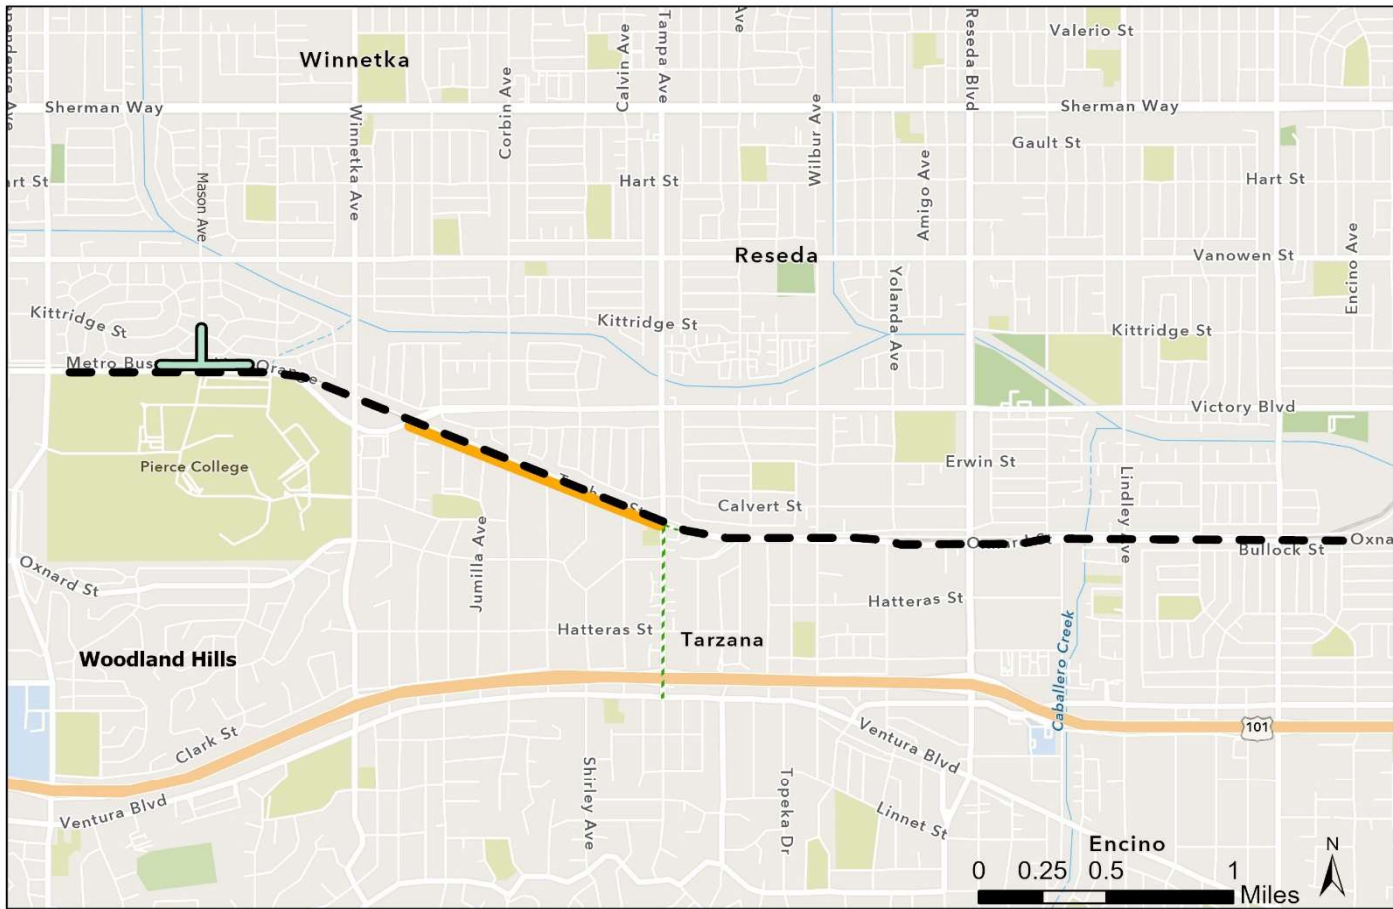 Valerio St
Winnetka
Tampa Ave
Ave
Reseda Blvd
Calvin Ave
Corbin Ave
Sherman Way
Sherman Way
Winnetka Ave
Wilbur Ave
Gault St
Amigo Ave
Hart St
Hart St
Mason Ave
Encino Ave
Reseda
Vanowen St
Yolanda Ave
Kittridge St
Kittridge St
Kittridge St
Metro Bus
Orange
Victory Blvd
Pierce College
Erwin St
Lindley Ave
Calvert St
Jumilla Ave
Bullock St
Oxnard St
Hatteras St
Hatteras St
Tarzana
Caballero Creek
Woodland Hills
101
Clark St
Ventura Blvd
Ventura Blvd
Shirley Ave
Topeka Dr
Linnet St
Encino
N
0 0.25 0.5 1
Miles